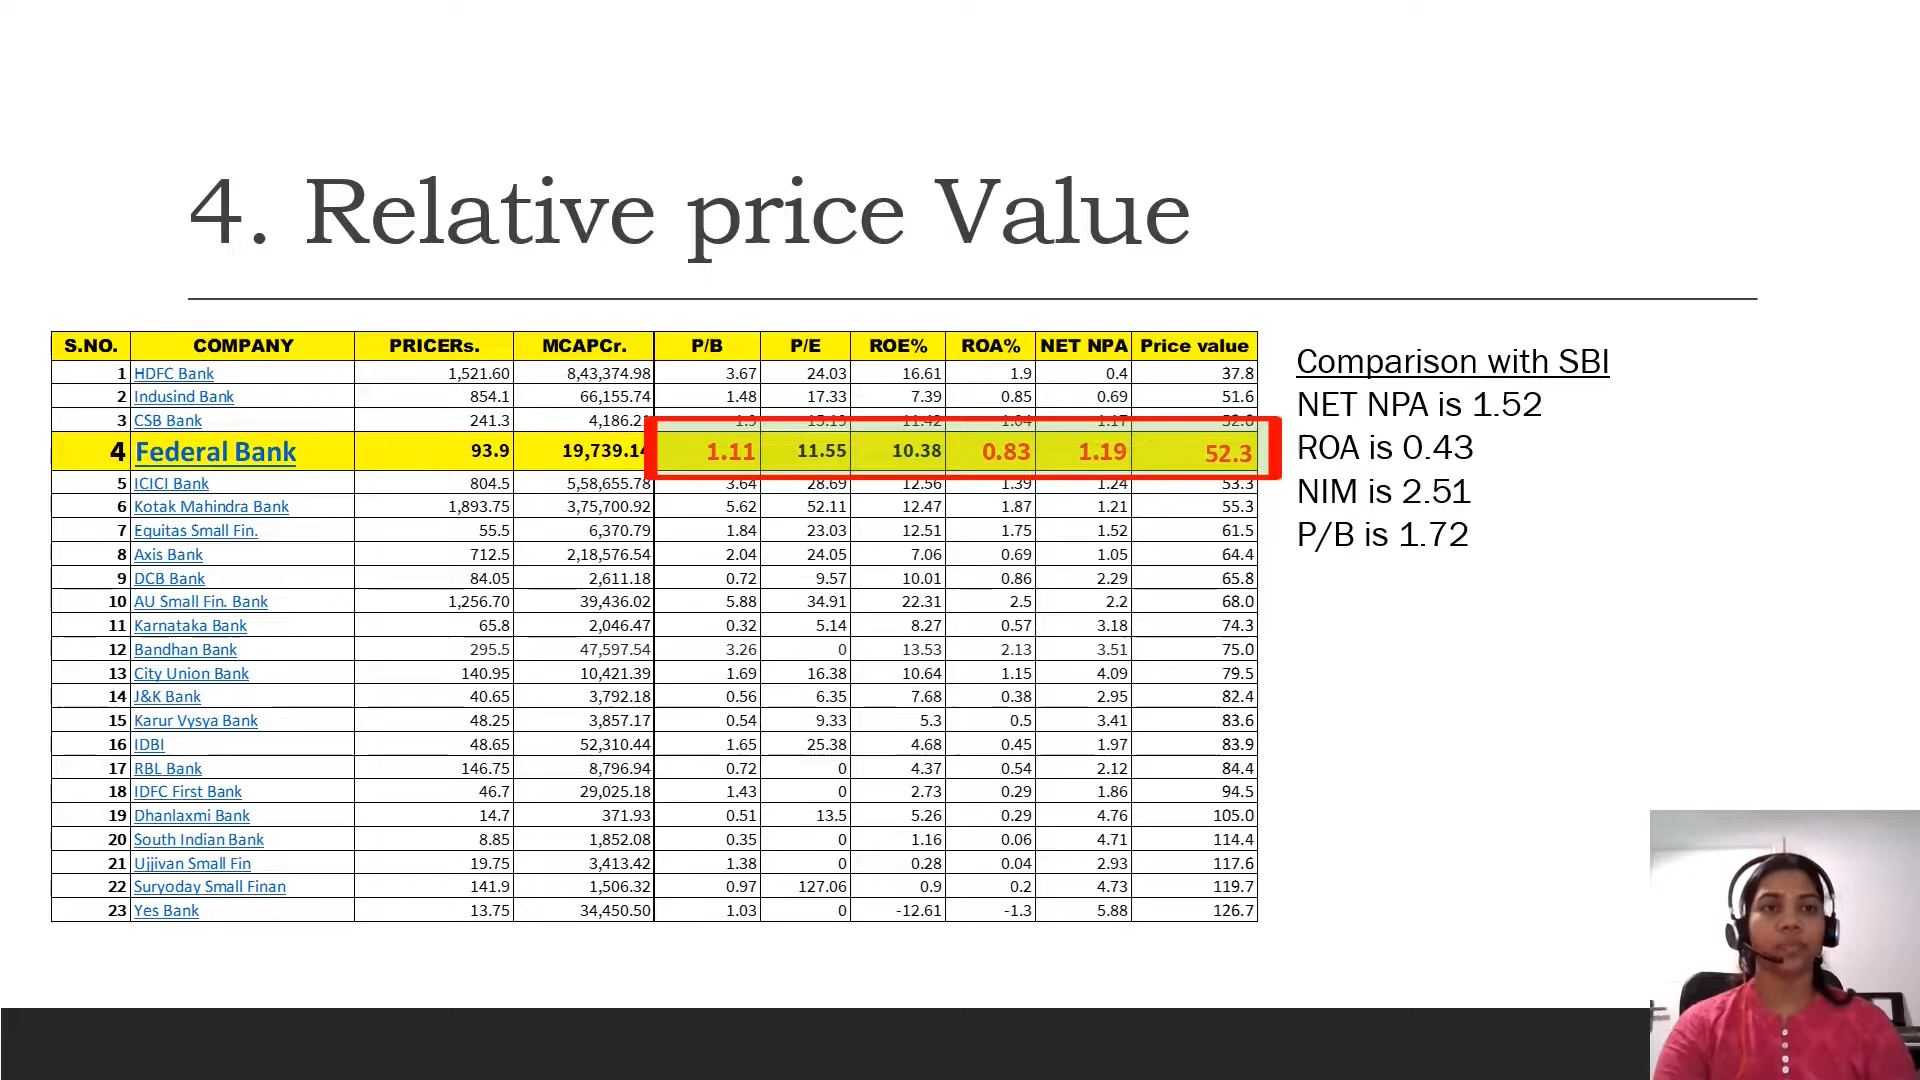 4. Relative price Value
S.NO. COMPANY PRICERs. MCAPCr. P/B P/E ROE% ROA% NET NPA Price value
1 HDFC Bank 1,521.60 8,43,374.98 3.67 24.03 16.61 1.9 0.4 37.8
2 Indusind Bank 854.1 66,155.74 1.48 17.33 7.39 0.85 0.69 51.6
3 CSB Bank 241.3 4,186.21 1.9 15.19 11.42 1.04 1.17
4 Federal Bank 93.9 19,739.14 1.11 11.55 10.38 0.83 1.19 52.3
5 ICICI Bank 804.5 5,58,655.78 3.64 28.69 12.56 1.39 1.24 53.3
6 Kotak Mahindra Bank 1,893.75 3,75,700.92 5.62 52.11 12.47 1.87 1.21 55.3
7 Equitas Small Fin. 55.5 6,370.79 1.84 23.03 12.51 1.75 1.52 61.5
8 Axis Bank 712.5 2,18,576.54 2.04 24.05 7.06 0.69 1.05 64.4
9 DCB Bank 84.05 2,611.18 0.72 9.57 10.01 0.86 2.29 65.8
10 AU Small Fin. Bank 1,256.70 39,436.02 5.88 34.91 22.31 2.5 2.2 68.0
11 Karnataka Bank 65.8 2,046.47 0.32 5.14 8.27 0.57 3.18 74.3
12 Bandhan Bank 295.5 47,597.54 3.26 0 13.53 2.13 3.51 75.0
13 City Union Bank 140.95 10,421.39 1.69 16.38 10.64 1.15 4.09 79.5
14 J&K Bank 40.65 3,792.18 0.56 6.35 7.68 0.38 2.95 82.4
15 Karur Vysya Bank 48.25 3,857.17 0.54 9.33 5.3 0.5 3.41 83.6
16 IDBI 48.65 52,310.44 1.65 25.38 4.68 0.45 1.97 83.9
17 RBL Bank 146.75 8,796.94 0.72 0 4.37 0.54 2.12 84.4
18 IDFC First Bank 46.7 29,025.18 1.43 0 2.73 0.29 1.86 94.5
19 Dhanlaxmi Bank 14.7 371.93 0.51 13.5 5.26 0.29 4.76 105.0
20 South Indian Bank 8.85 1,852.08 0.35 0 1.16 0.06 4.71 114.4
21 Ujjivan Small Fin 19.75 3,413.42 1.38 0 0.28 0.04 2.93 117.6
22 Suryoday Small Finan 141.9 1,506.32 0.97 127.06 0.9 0.2 4.73 119.7
23 Yes Bank 13.75 34,450.50 1.03 0 -12.61 -1.3 5.88 126.7
Comparison with SBI
NET NPA is 1.52
ROA is 0.43
NIM is 2.51
P/B is 1.72